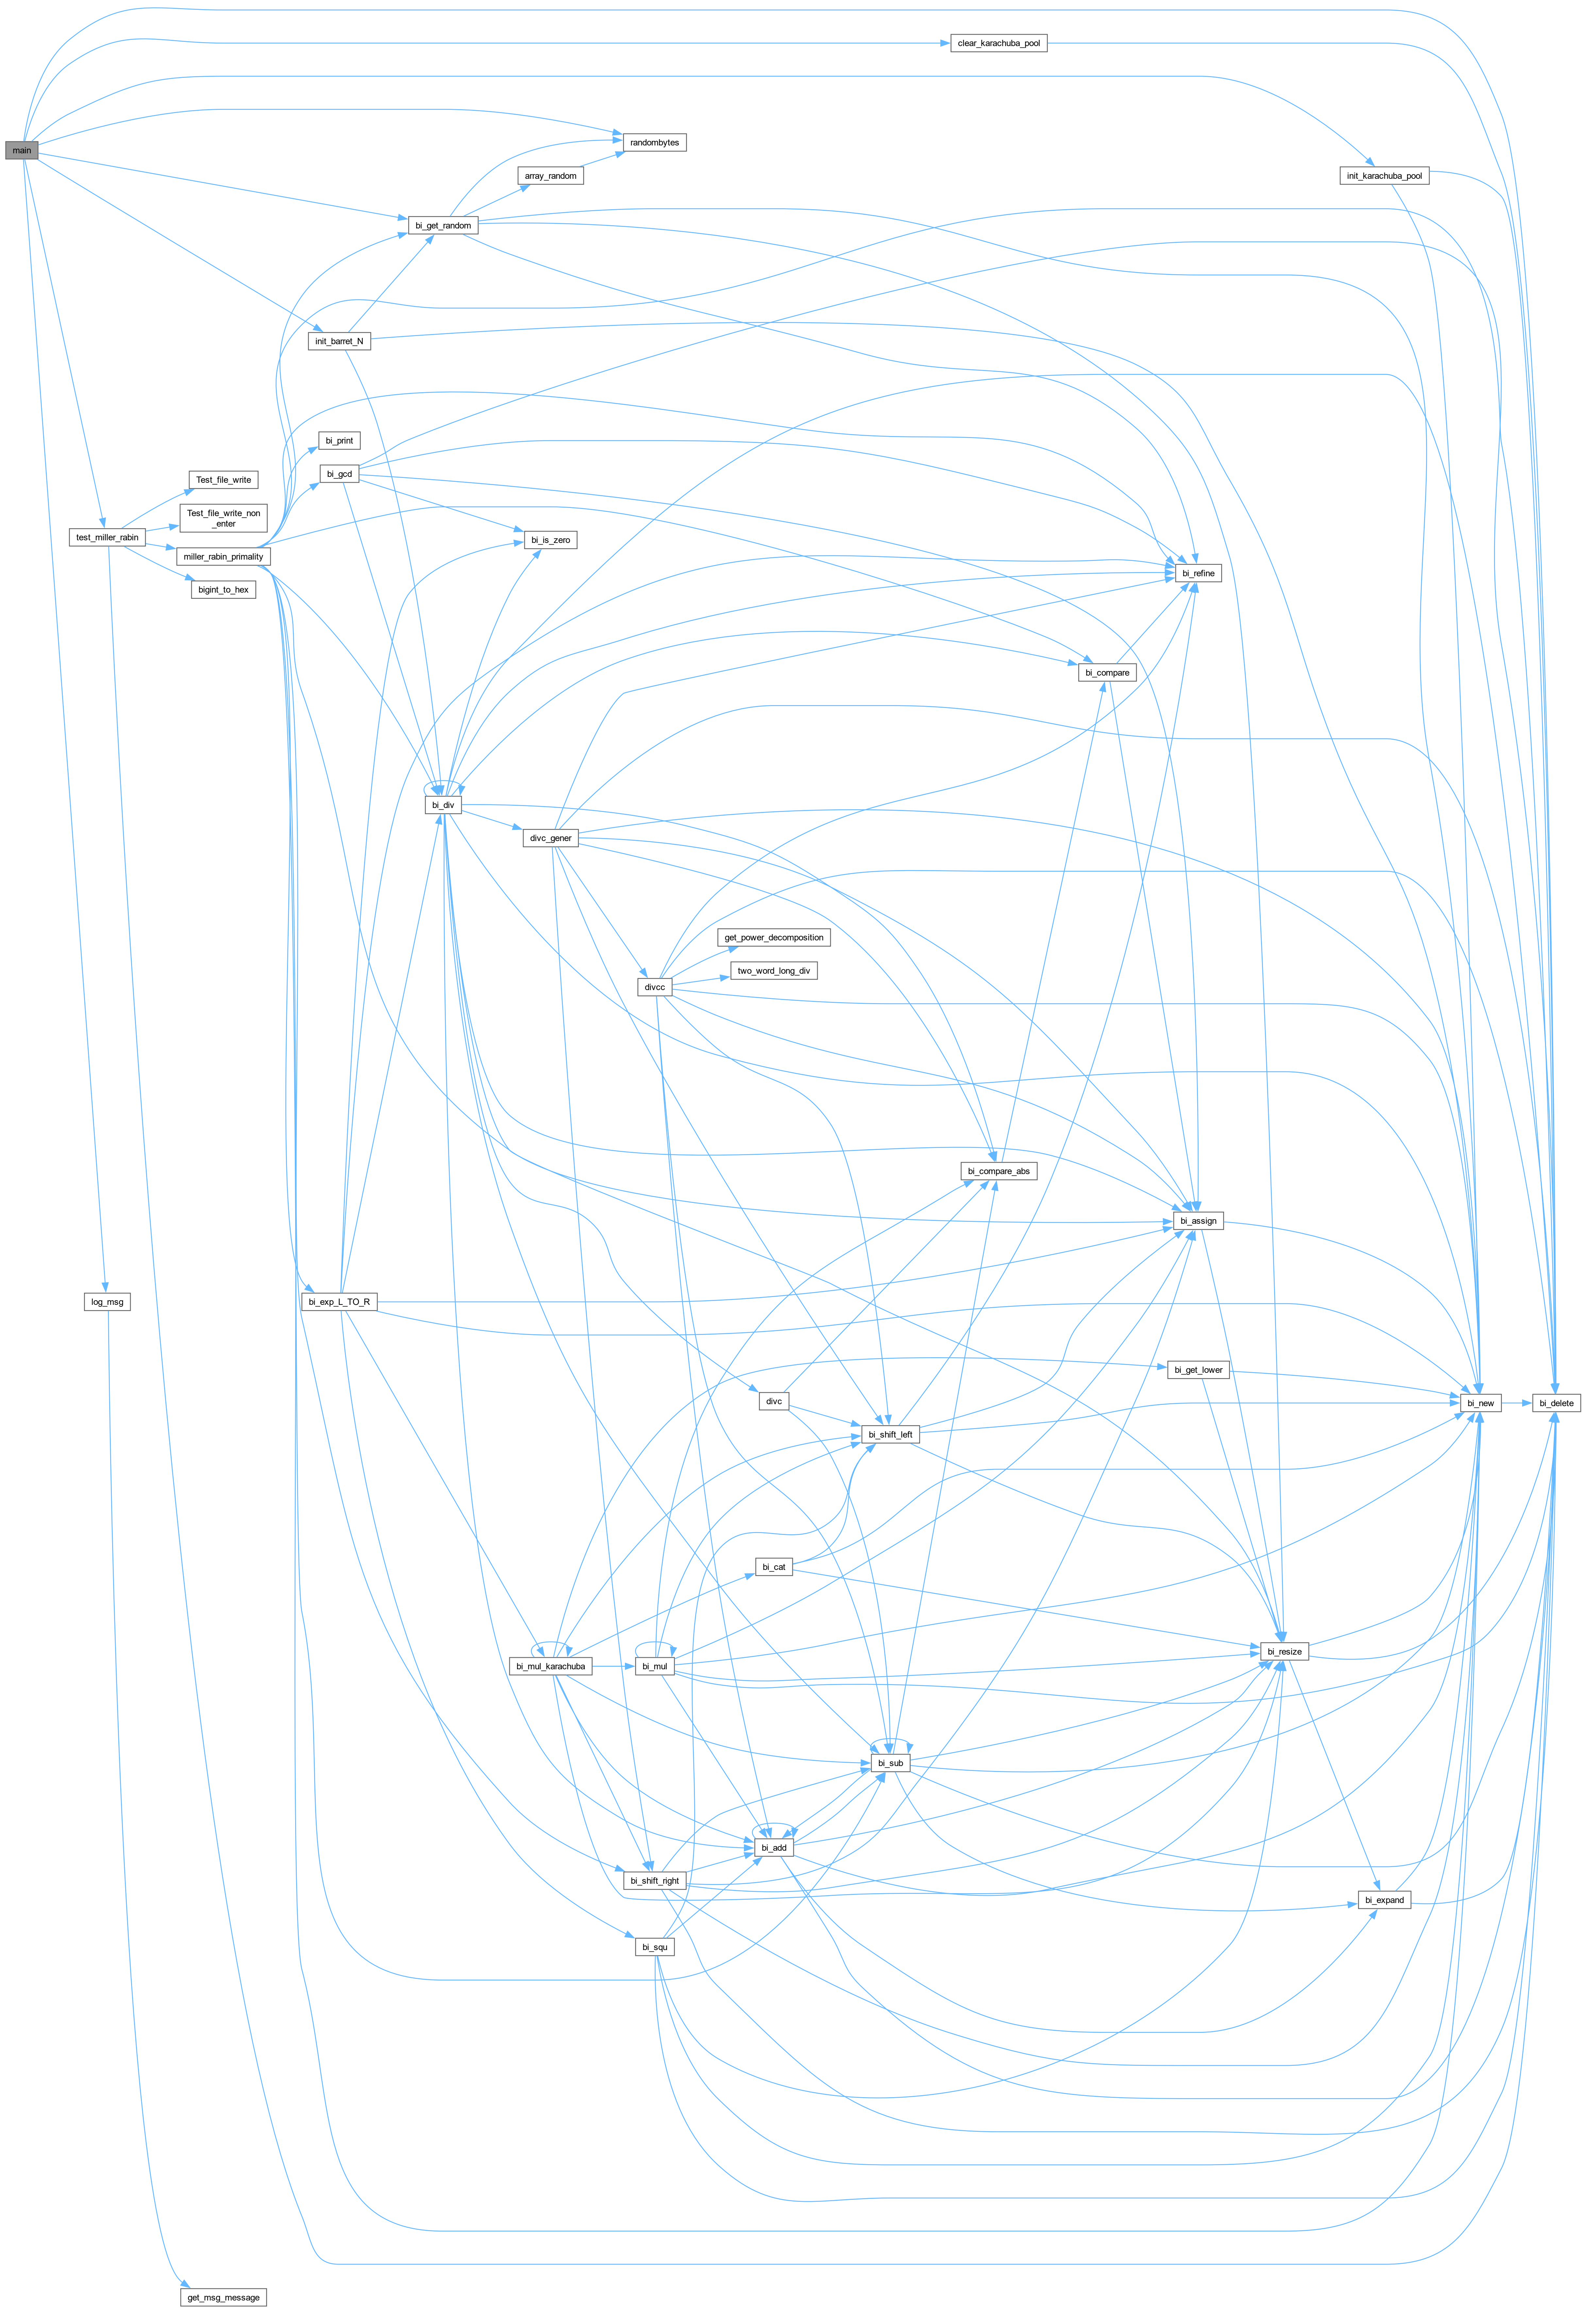 clear_karachuba_pool
randombytes
main
array_random
init_karachuba_pool
bi_get_random
init_barret_N
bi_print
bi_gcd
Test_file_write
Test_file_write_non
_enter
test_miller_rabin
bi_is_zero
miller_rabin_primality
bi_refine
bigint_to_hex
bi_compare
bi_div
divc_gener
get_power_decomposition
two_word_long_div
divcc
bi_compare_abs
bi_assign
log_msg
bi_exp_L_TO_R
bi_get_lower
divc
bi_new
bi_delete
bi_shift_left
bi_cat
bi_resize
bi_mul_karachuba
bi_mul
bi_sub
bi_add
bi_shift_right
bi_expand
bi_squ
get_msg_message